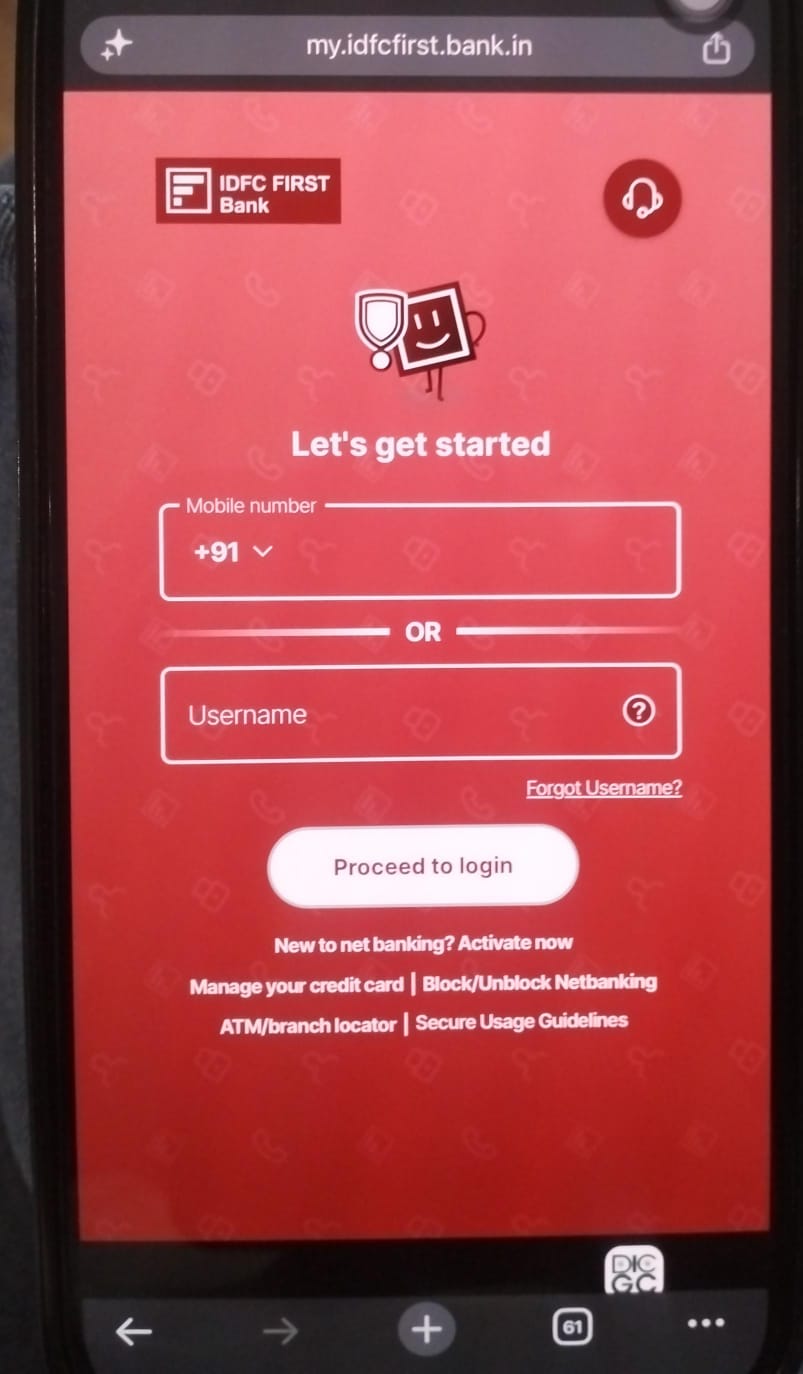 my.idfcfirst.bank.in
IDFC FIRST
Bank
Let's get started
Mobile number
+91
OR
Username
?
Forgot Username?
Proceed to login
New to net banking? Activate now
Manage your credit card | Block/Unblock Netbanking
ATM/branch locator | Secure Usage Guidelines
DIC
GC
61